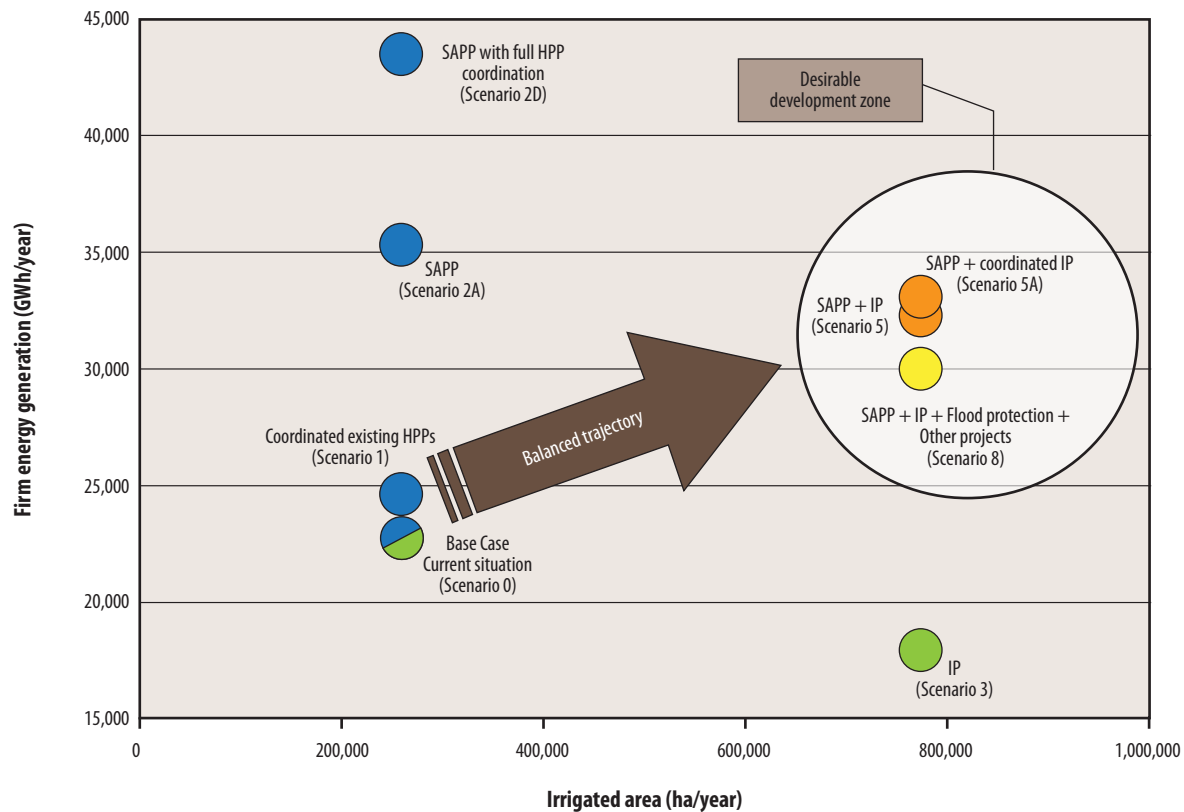 45,000
40,000
35,000
30,000
25,000
20,000
15,000
Firm energy generation (GWh/year)
SAPP with full HPP
coordination
(Scenario 2D)
Desirable
development zone
SAPP
(Scenario 2A)
SAPP + coordinated IP
(Scenario 5A)
SAPP + IP
(Scenario 5)
SAPP + IP + Flood protection +
Other projects
(Scenario 8)
Balanced trajectory
Coordinated existing HPPs
(Scenario 1)
Base Case
Current situation
(Scenario 0)
IP
(Scenario 3)
0
200,000
400,000
600,000
800,000
1,000,000
Irrigated area (ha/year)